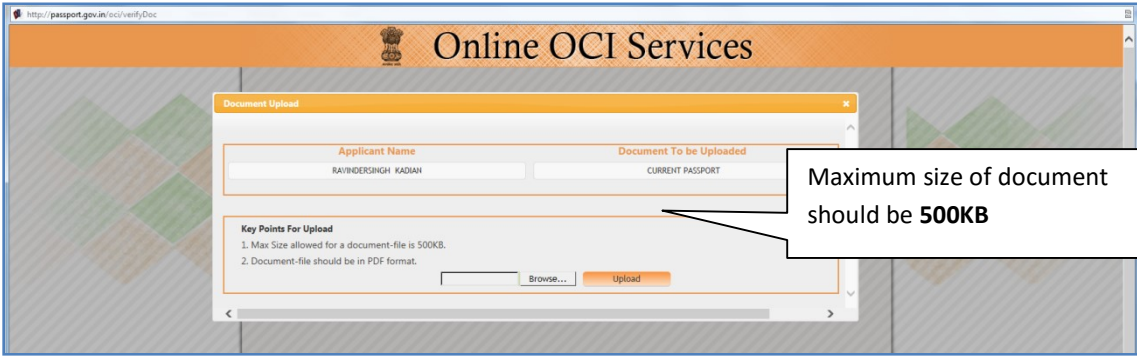 http://passport.gov.in/oci/verifyDoc
Online OCI Services
Document Upload
Applicant Name
Document To be Uploaded
RAVINDERSINGH KADIAN
CURRENT PASSPORT
Maximum size of document
should be 500KB
Key Points For Upload
1. Max Size allowed for a document-file is 500KB.
2. Document-file should be in PDF format.
Browse...
Upload